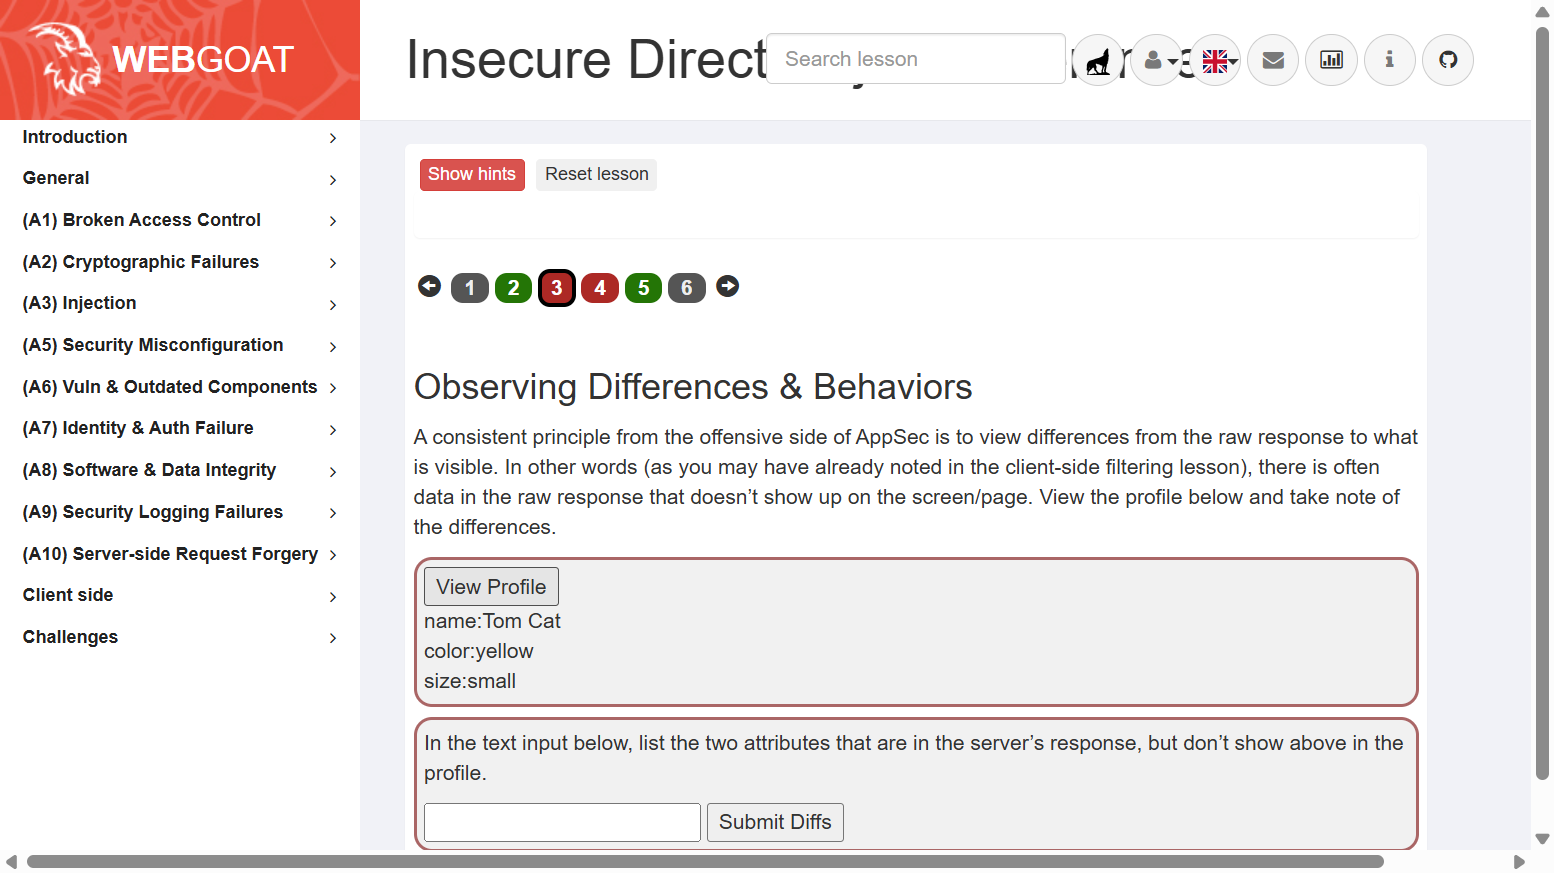 WEBGOAT
Insecure Direct
Search lesson
Introduction
General
(A1) Broken Access Control
(A2) Cryptographic Failures
(A3) Injection
(A5) Security Misconfiguration
(A6) Vuln & Outdated Components
(A7) Identity & Auth Failure
(A8) Software & Data Integrity
(A9) Security Logging Failures
(A10) Server-side Request Forgery
Client side
Challenges
Show hints Reset lesson
1 2 3 4 5 6
Observing Differences & Behaviors
A consistent principle from the offensive side of AppSec is to view differences from the raw response to what
is visible. In other words (as you may have already noted in the client-side filtering lesson), there is often
data in the raw response that doesn’t show up on the screen/page. View the profile below and take note of
the differences.
View Profile
name:Tom Cat
color:yellow
size:small
In the text input below, list the two attributes that are in the server’s response, but don’t show above in the
profile.
Submit Diffs